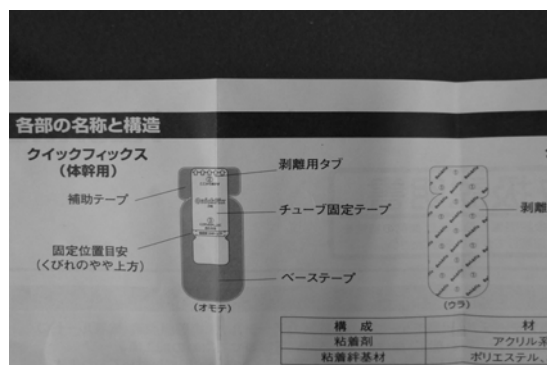 各部の名称と構造
クイックフィックス
(体幹用)
補助テープ
固定位置目安
(くびれのやや上方)
剥離用タブ
チューブ固定テープ
ベーステープ
(オモテ)
剥離
(ウラ)
構 成
材
粘着剤
アクリル系
粘着絆基材
ポリエステル、